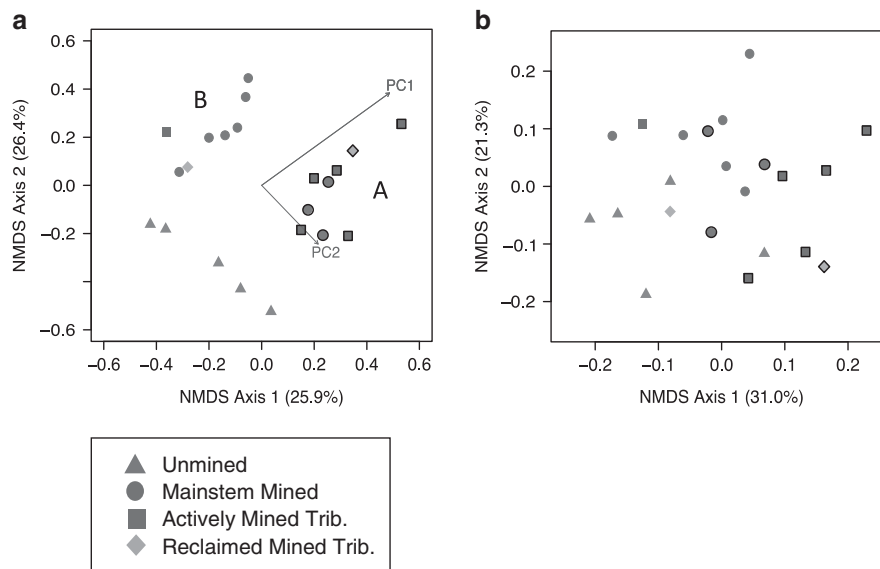 a
0.6
0.4
0.2
0.0
−0.2
−0.4
−0.6
NMDS Axis 2 (26.4%)
B
A
PC1
PC2
−0.6 −0.4 −0.2 0.0 0.2 0.4 0.6
NMDS Axis 1 (25.9%)
b
0.2
0.1
0.0
−0.1
−0.2
NMDS Axis 2 (21.3%)
−0.2 −0.1 0.0 0.1 0.2
NMDS Axis 1 (31.0%)
Unmined
Mainstem Mined
Actively Mined Trib.
Reclaimed Mined Trib.